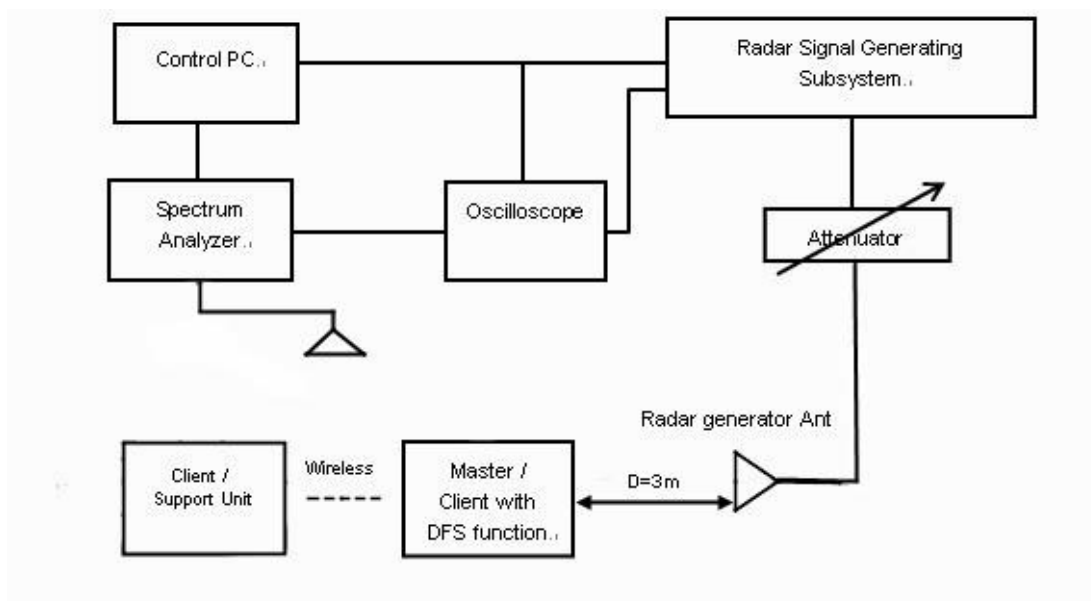 Control PC.
Radar Signal Generating
Subsystem.
Spectrum
Analyzer.
Oscilloscope
Attenuator
Radar generator Ant
Client /
Support Unit
Wireless
Master /
Client with
DFS function.
D=3m